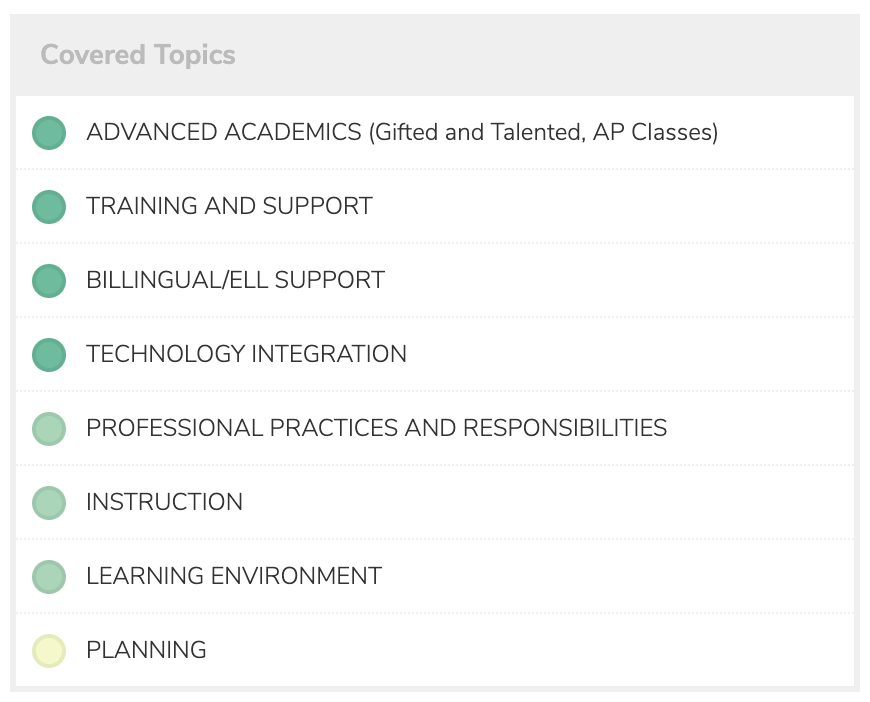 Covered Topics
ADVANCED ACADEMICS (Gifted and Talented, AP Classes)
TRAINING AND SUPPORT
BILLINGUAL/ELL SUPPORT
TECHNOLOGY INTEGRATION
PROFESSIONAL PRACTICES AND RESPONSIBILITIES
INSTRUCTION
LEARNING ENVIRONMENT
PLANNING